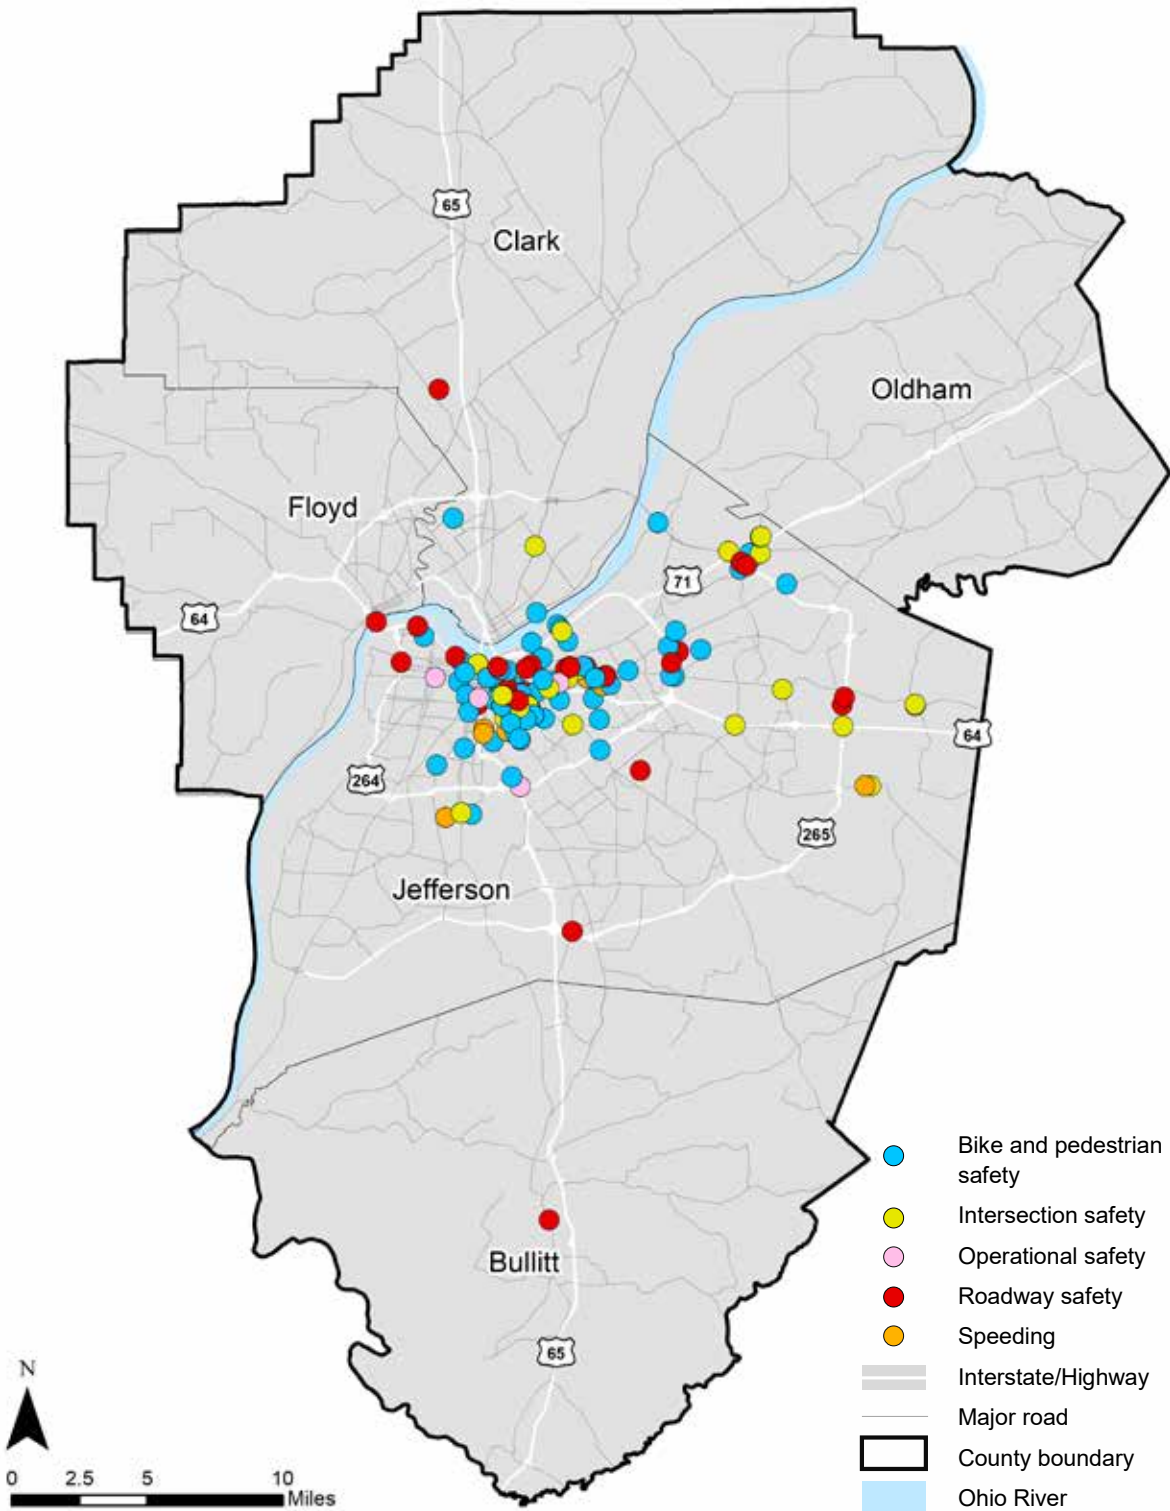 65
Clark
Oldham
Floyd
71
64
64
264
265
Jefferson
Bullitt
65
Bike and pedestrian
safety
Intersection safety
Operational safety
Roadway safety
Speeding
Interstate/Highway
Major road
County boundary
Ohio River
N
0 2.5 5 10
Miles